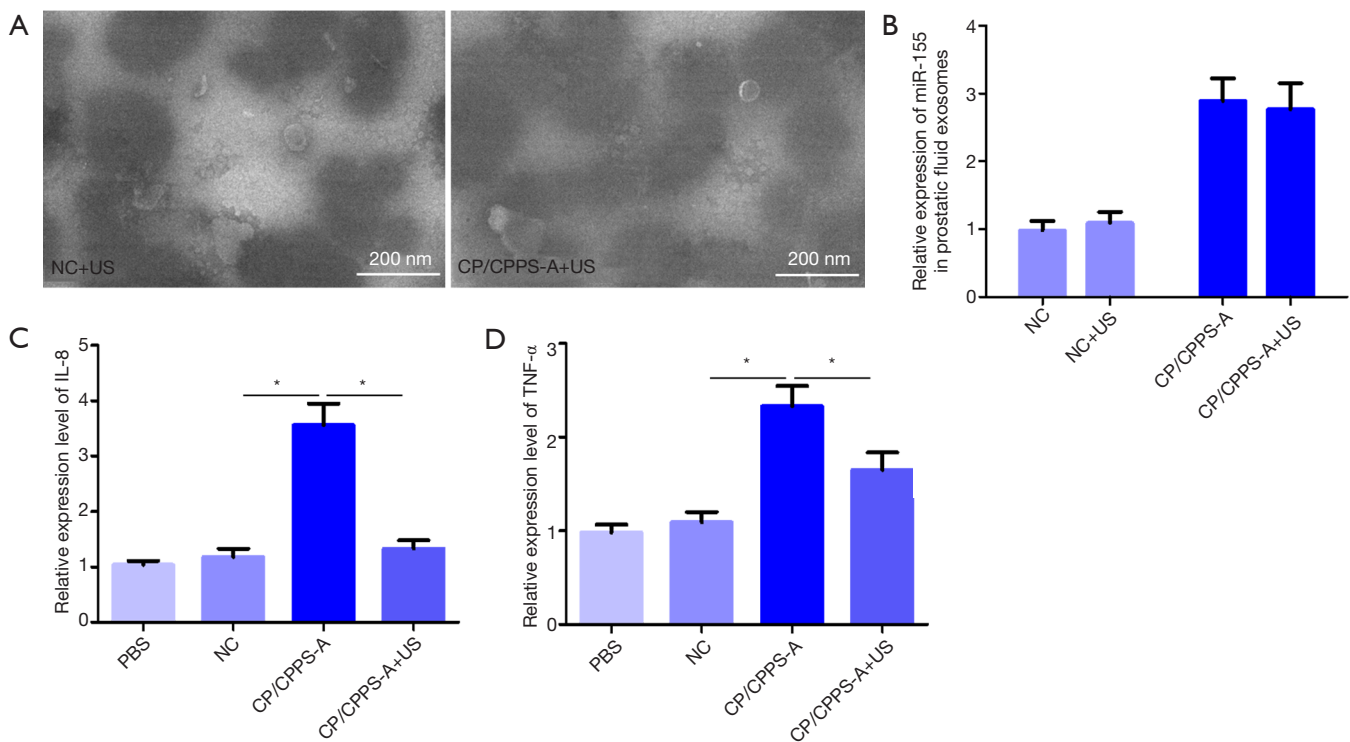 A
NC+US
200 nm
CP/CPPS-A+US
200 nm
B
Relative expression of miR-155
in prostatic fluid exosomes
4
3
2
1
0
NC
NC+US
CP/CPPS-A
CP/CPPS-A+US
C
Relative expression level of IL-8
5
4
3
2
1
0
*
*
PBS
NC
CP/CPPS-A
CP/CPPS-A+US
D
Relative expression level of TNF-α
3
2
1
0
*
*
PBS
NC
CP/CPPS-A
CP/CPPS-A+US